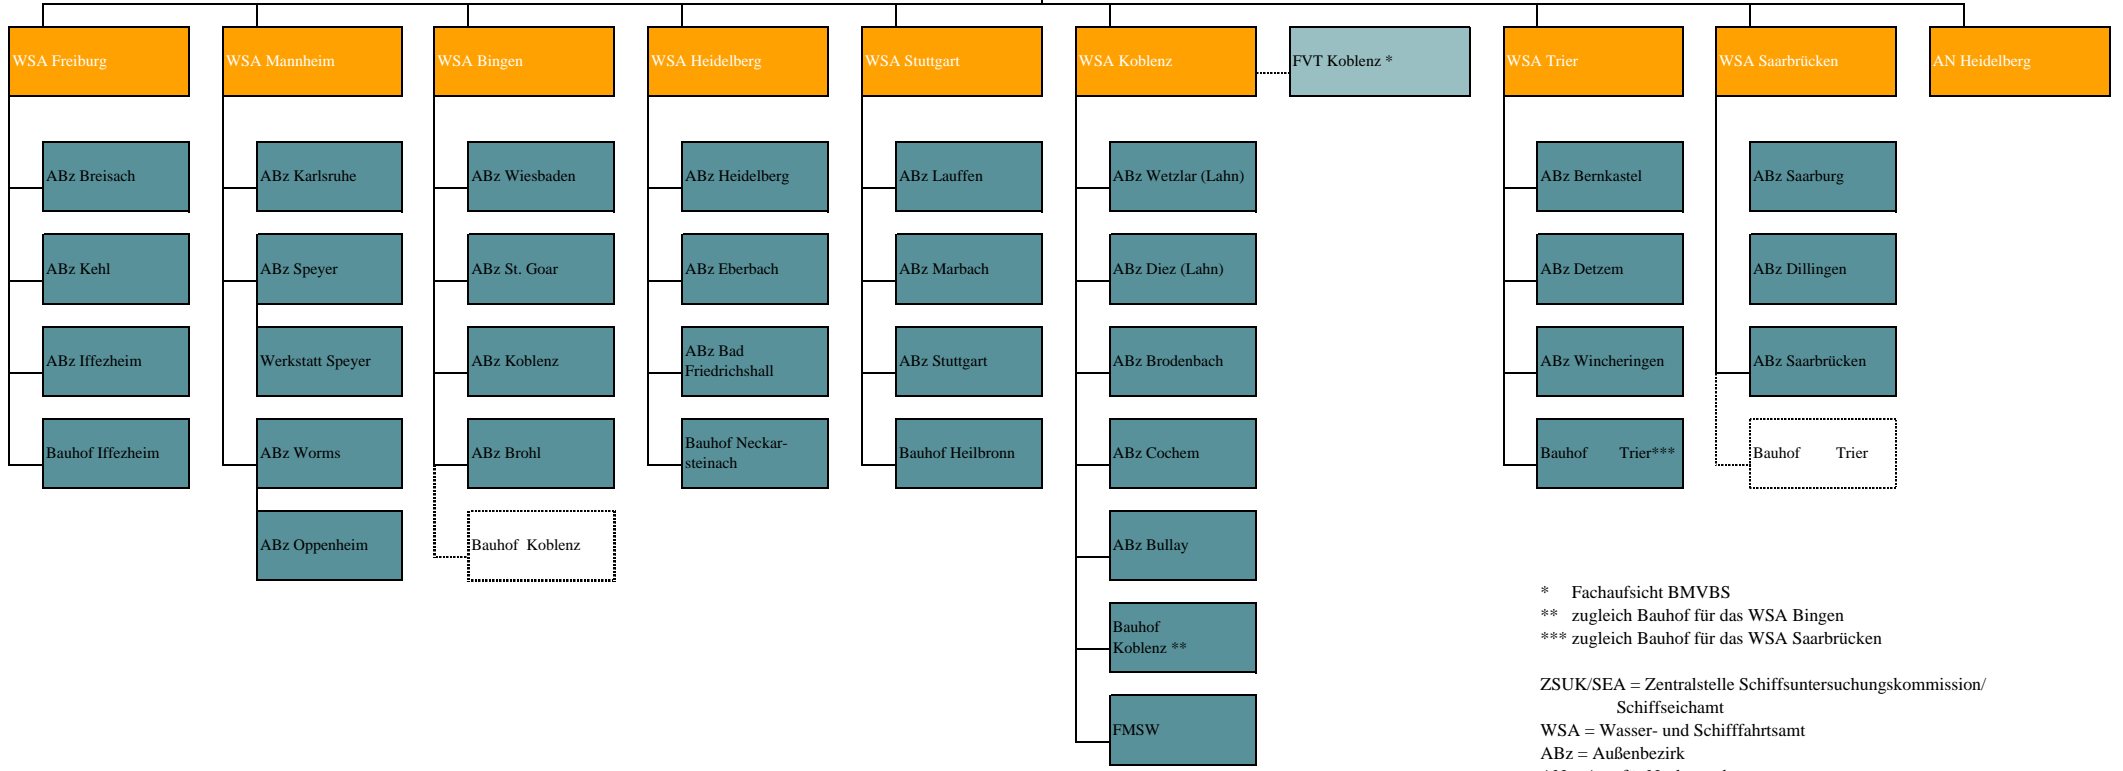 WSA Freiburg
WSA Mannheim
WSA Bingen
WSA Heidelberg
WSA Stuttgart
WSA Koblenz
FVT Koblenz *
WSA Trier
WSA Saarbrücken
AN Heidelberg
ABz Breisach
ABz Karlsruhe
ABz Wiesbaden
ABz Heidelberg
ABz Lauffen
ABz Wetzlar (Lahn)
ABz Bernkastel
ABz Saarburg
ABz Kehl
ABz Speyer
ABz St. Goar
ABz Eberbach
ABz Marbach
ABz Diez (Lahn)
ABz Detzem
ABz Dillingen
ABz Iffezheim
Werkstatt Speyer
ABz Koblenz
ABz Bad
Friedrichshall
ABz Stuttgart
ABz Brodenbach
ABz Wincheringen
ABz Saarbrücken
Bauhof Iffezheim
ABz Worms
ABz Brohl
Bauhof Neckar-
steinach
Bauhof Heilbronn
ABz Cochem
Bauhof Trier***
Bauhof Trier
ABz Oppenheim
Bauhof Koblenz
ABz Bullay
Bauhof
Koblenz **
FMSW
* Fachaufsicht BMVBS
** zugleich Bauhof für das WSA Bingen
*** zugleich Bauhof für das WSA Saarbrücken
ZSUK/SEA = Zentralstelle Schiffsuntersuchungskommission/
Schiffseichamt
WSA = Wasser- und Schifffahrtsamt
ABz = Außenbezirk